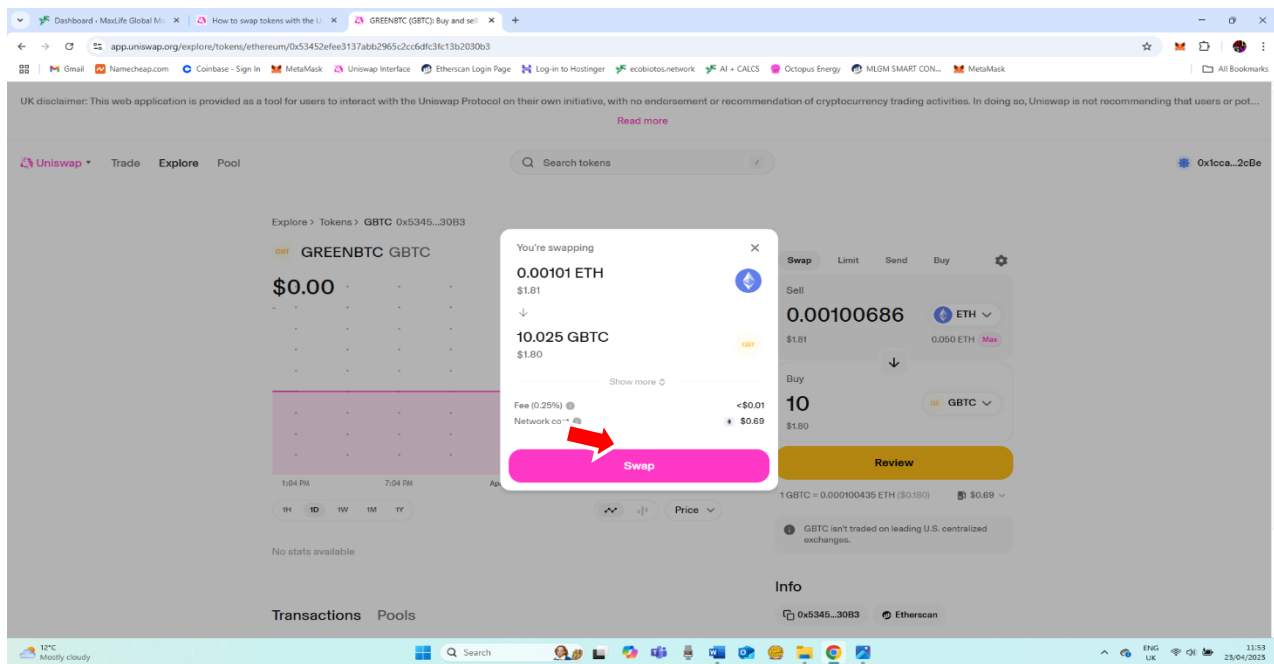 Dashboard ‹ MaxLife Global Ma
How to swap tokens with the U
GREENBTC (GBTC): Buy and sell
app.uniswap.org/explore/tokens/ethereum/0x53452efee3137abb2965c2cc6dfc3fc13b2030b3
Gmail Namecheap.com Coinbase - Sign In MetaMask Uniswap Interface Etherscan Login Page Log-in to Hostinger ecobiotos.network AI + CALCS Octopus Energy MLGM SMART CON... MetaMask All Bookmarks
UK disclaimer: This web application is provided as a tool for users to interact with the Uniswap Protocol on their own initiative, with no endorsement or recommendation of cryptocurrency trading activities. In doing so, Uniswap is not recommending that users or pot...
Read more
Uniswap Trade Explore Pool Search tokens / 0x1cca...2cBe
Explore > Tokens > GBTC 0x5345...30B3
GBT GREENBTC GBTC
$0.00
1:04 PM 7:04 PM Ap
1H 1D 1W 1M 1Y Price
No stats available
Transactions Pools
You're swapping
0.00101 ETH
$1.81
10.025 GBTC
$1.80
GBT
Show more
Fee (0.25%) <$0.01
Network cost $0.69
Swap
Swap Limit Send Buy
Sell
0.00100686 ETH
$1.81 0.050 ETH Max
Buy
10 GE GBTC
$1.80
Review
1 GBTC = 0.000100435 ETH ($0.180) $0.69
GBTC isn't traded on leading U.S. centralized
exchanges.
Info
0x5345...30B3 Etherscan
12°C
Mostly cloudy
Search
ENG
UK
11:53
23/04/2025